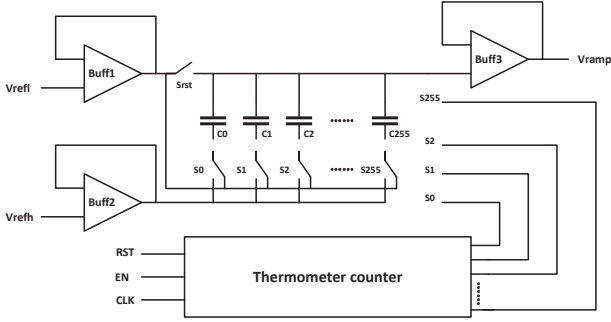 Buff1
Vrefl
Srst
Buff3
Vramp
S255
C0
C1
C2
······
C255
S0
S1
S2
······
S255
S2
S1
S0
Buff2
Vrefh
RST
EN
CLK
Thermometer counter